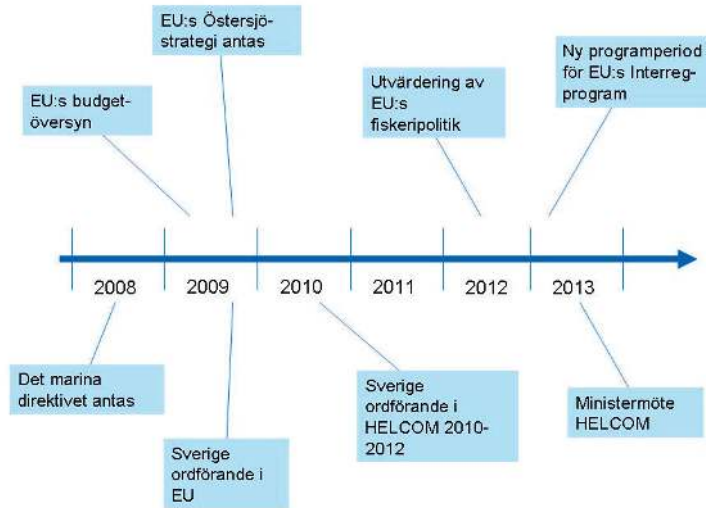 EU:s Östersjö-
strategi antas
EU:s budget-
översyn
Utvärdering av
EU:s
fiskeripolitik
Ny programperiod
för EU:s Interreg-
program
2008
2009
2010
2011
2012
2013
Det marina
direktivet antas
Sverige
ordförande i
EU
Sverige
ordförande i
HELCOM 2010-
2012
Ministermöte
HELCOM